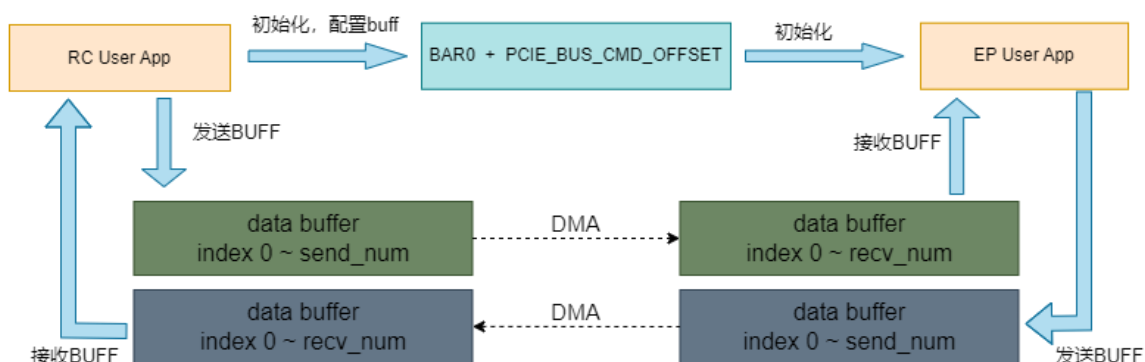 初始化，配置buff
初始化
RC User App
BAR0 + PCIE_BUS_CMD_OFFSET
EP User App
发送BUFF
接收BUFF
data buffer
index 0 ~ send_num
DMA
data buffer
index 0 ~ recv_num
data buffer
index 0 ~ recv_num
DMA
data buffer
index 0 ~ send_num
接收BUFF
发送BUFF